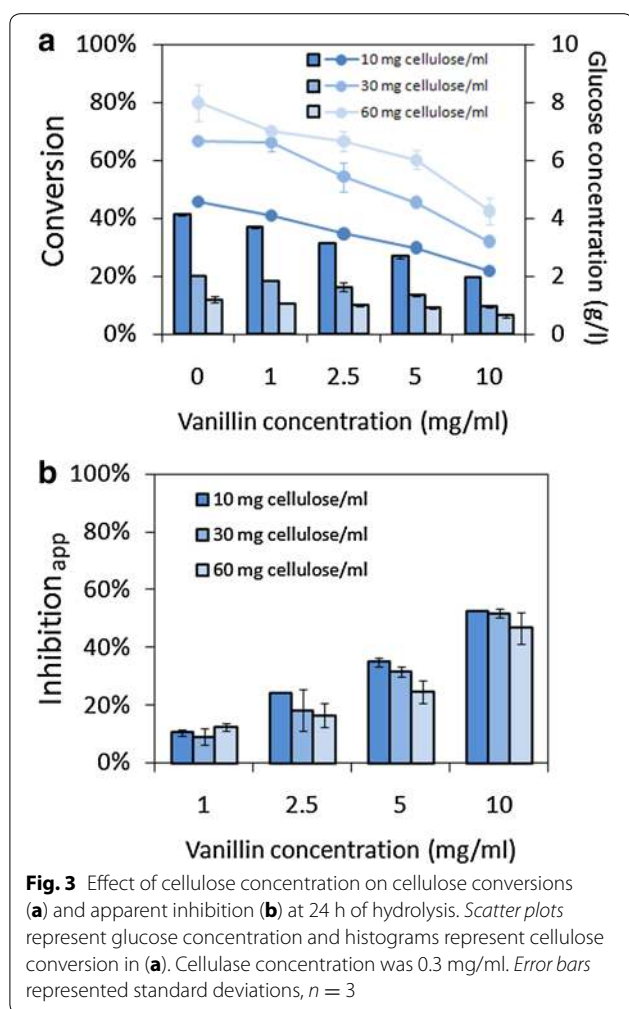 a
100%
80%
60%
40%
20%
0%
Conversion
10 mg cellulose/ml
30 mg cellulose/ml
60 mg cellulose/ml
10
8
6
4
2
0
Glucose concentration (g/l)
0 1 2.5 5 10
Vanillin concentration (mg/ml)
b
100%
80%
60%
40%
20%
0%
Inhibition app
10 mg cellulose/ml
30 mg cellulose/ml
60 mg cellulose/ml
1 2.5 5 10
Vanillin concentration (mg/ml)
Fig. 3 Effect of cellulose concentration on cellulose conversions
(a) and apparent inhibition (b) at 24 h of hydrolysis. Scatter plots
represent glucose concentration and histograms represent cellulose
conversion in (a). Cellulase concentration was 0.3 mg/ml. Error bars
represented standard deviations, n = 3